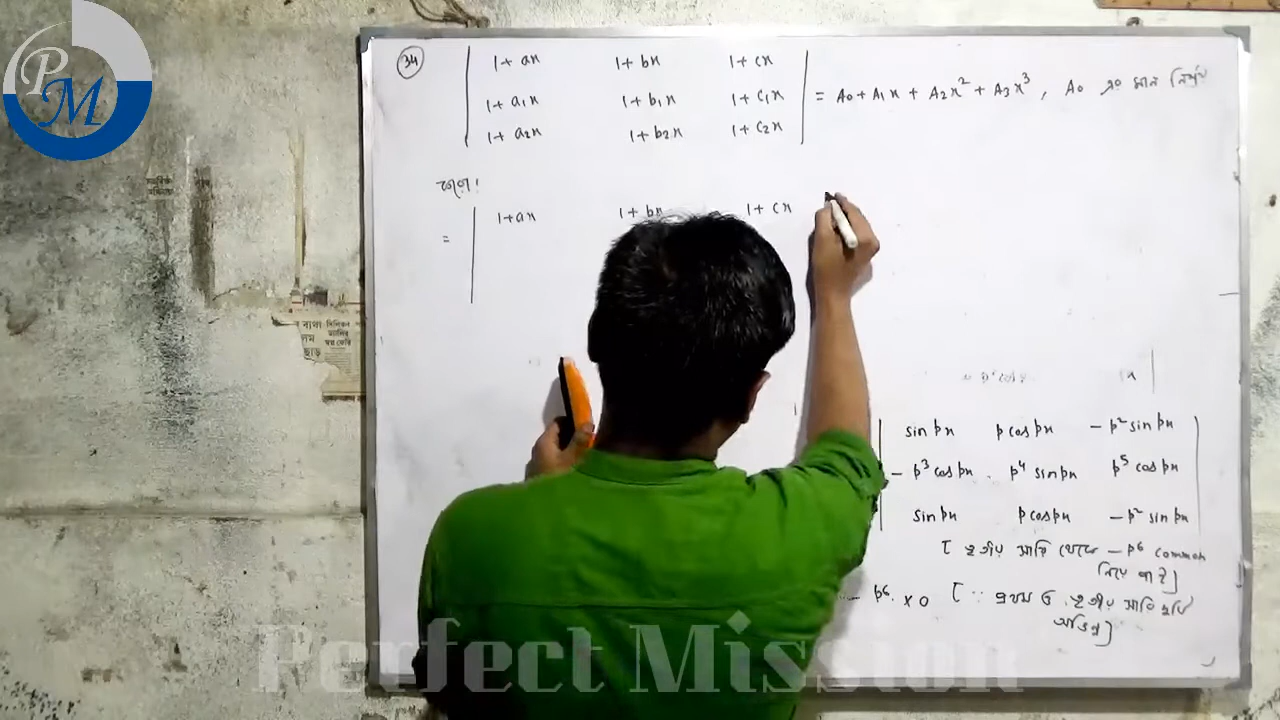 PM
34
| 1+ax 1+bx 1+cx |
| 1+a₁x 1+b₁x 1+c₁x | = A₀+A₁x + A₂x² + A₃x³, A₀ এর মান নির্ণয়
| 1+a₂x 1+b₂x 1+c₂x |
করো।
= | 1+ax 1+bx 1+cx
বাধা
| sin px p cos px - p² sin px |
| - p³ cos px . p⁴ sin px p⁵ cos px |
| sin px p cos px - p² sin px |
[ তৃতীয় সারি থেকে - p⁶ common
নিয়ে পাই ]
p⁶ . x 0 [ ∵ প্রথম ও তৃতীয় সারি দুটি
অভিন্ন ]
Perfect Mission